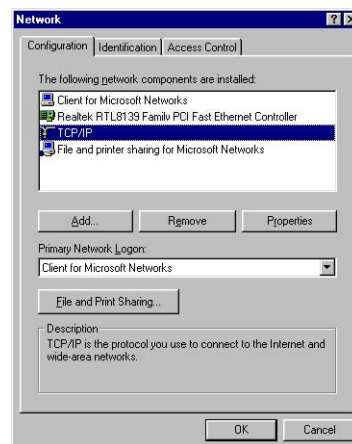 Network
Configuration Identification Access Control
The following network components are installed:
Client for Microsoft Networks
Realtek RTL8139 Family PCI Fast Ethernet Controller
TCP/IP
File and printer sharing for Microsoft Networks
Add... Remove Properties
Primary Network Logon:
Client for Microsoft Networks
File and Print Sharing...
Description
TCP/IP is the protocol you use to connect to the Internet and
wide-area networks.
OK Cancel